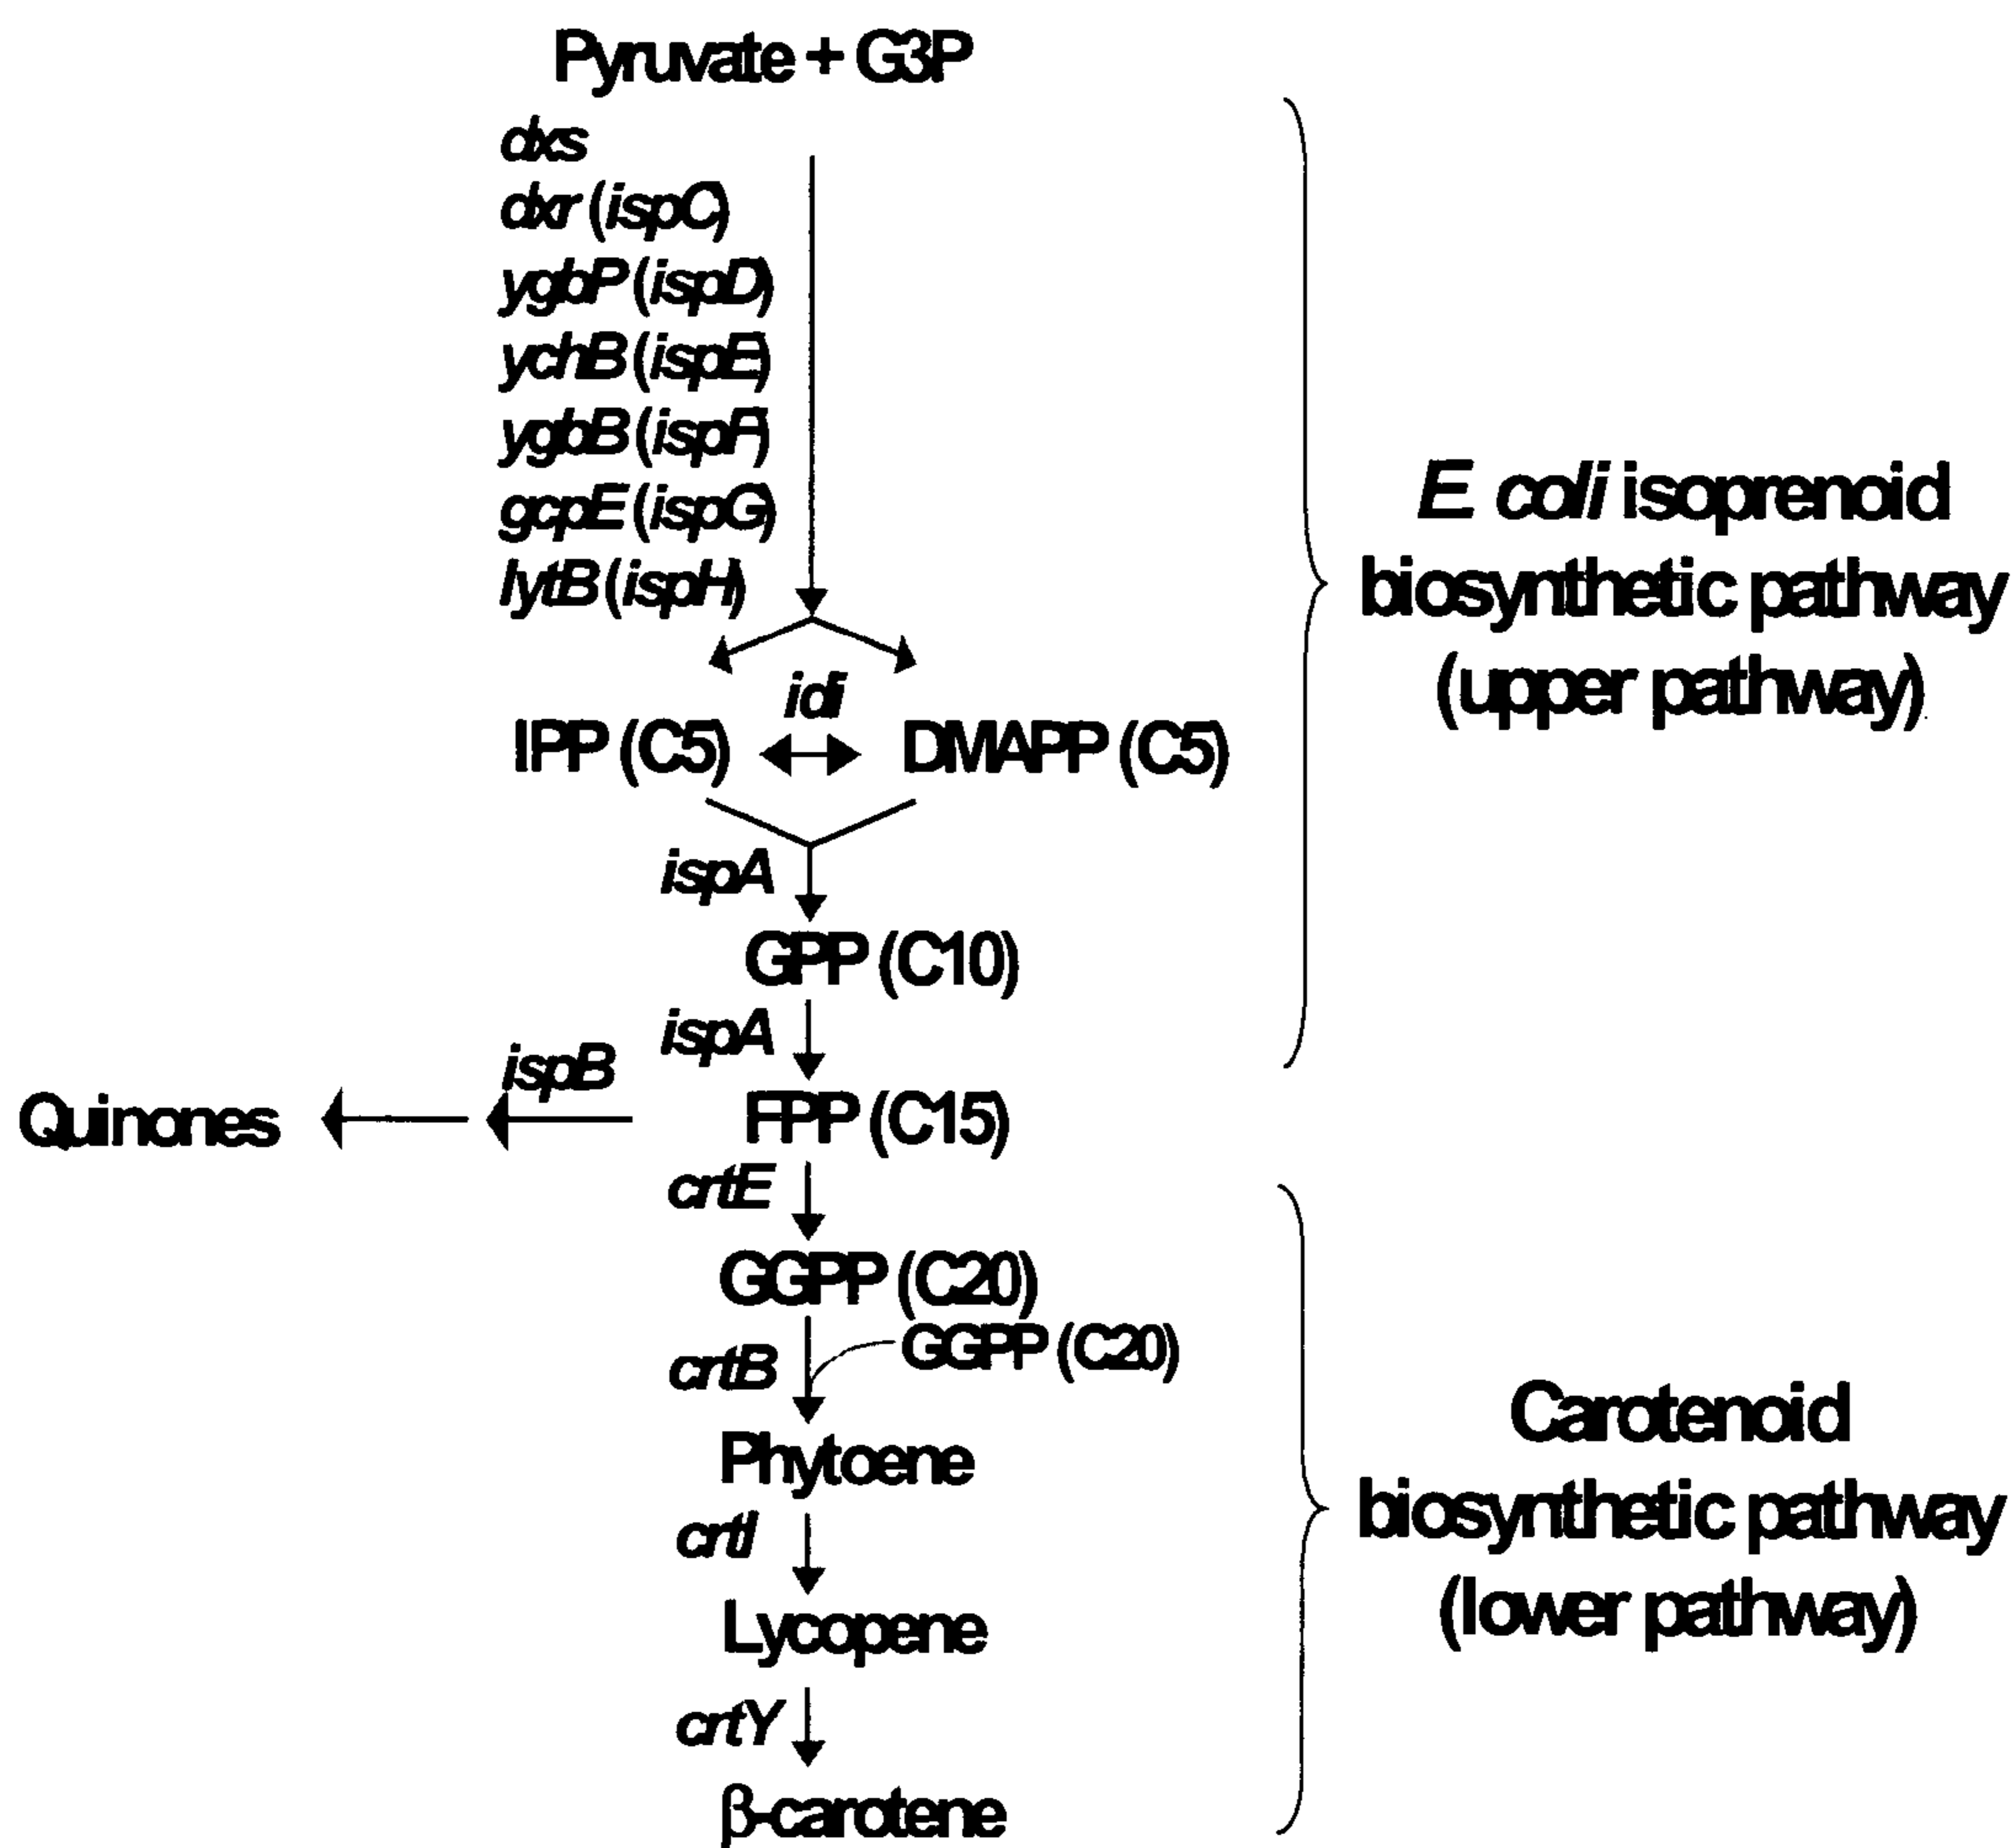 Pyruvate + G3P
dxs
dxr (ispC)
ygbP (ispD)
ychB (ispE)
ygbB (ispF)
gcpE (ispG)
lytB (ispH)
idi
IPP (C5)
DMAPP (C5)
ispA
GPP (C10)
ispA
ispB
Quinones
FPP (C15)
crtE
GGPP (C20)
crtB
GGPP (C20)
Phytoene
crtI
Lycopene
crtY
β-carotene
E coli isoprenoid
biosynthetic pathway
(upper pathway)
Carotenoid
biosynthetic pathway
(lower pathway)